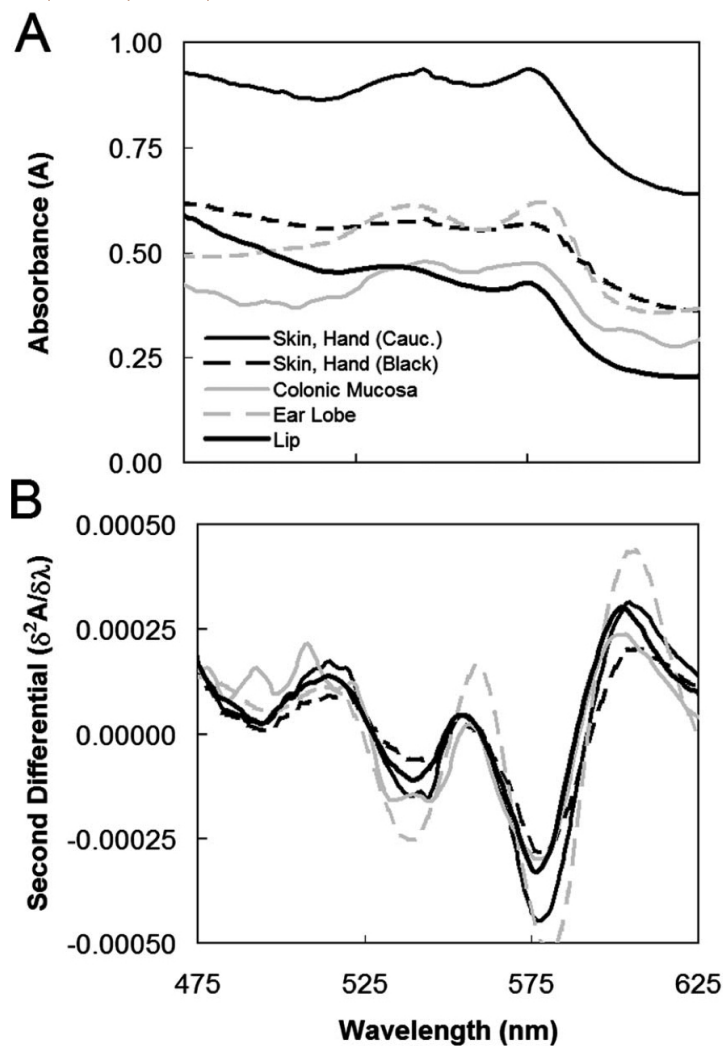 A
1.00
0.75
0.50
0.25
0.00
Absorbance (A)
Skin, Hand (Cauc.)
Skin, Hand (Black)
Colonic Mucosa
Ear Lobe
Lip
B
0.00050
0.00025
0.00000
-0.00025
-0.00050
Second Differential (δ²A/δλ)
475 525 575 625
Wavelength (nm)